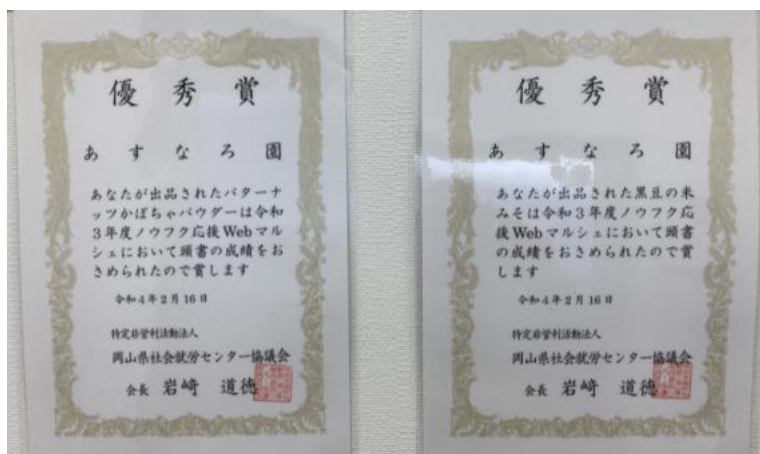 優秀賞
あすなろ園
あなたが出品されたバターナ
ッツかぼちゃパウダーは令和
3年度ノウフク応援Webマル
シェにおいて頭書の成績をお
さめられたので賞します
令和4年2月16日
特定非営利活動法人
岡山県社会就労センター協議会
会長 岩崎 道徳
優秀賞
あすなろ園
あなたが出品された黒豆の米
みそは令和3年度ノウフク応
援Webマルシェにおいて頭書
の成績をおさめられたので賞
します
令和4年2月16日
特定非営利活動法人
岡山県社会就労センター協議会
会長 岩崎 道徳